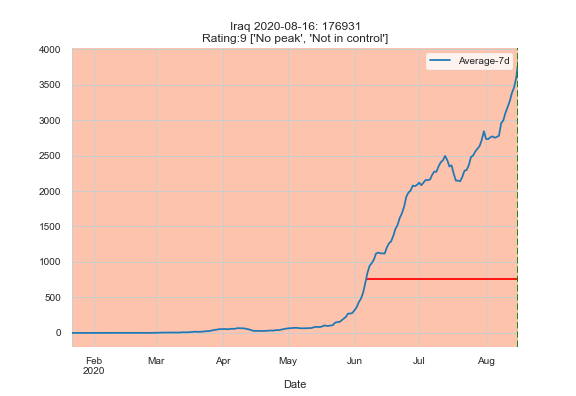 Iraq 2020-08-16: 176931
Rating:9 ['No peak', 'Not in control']
Average-7d
4000
3500
3000
2500
2000
1500
1000
500
0
Feb Mar Apr May Jun Jul Aug
2020
Date